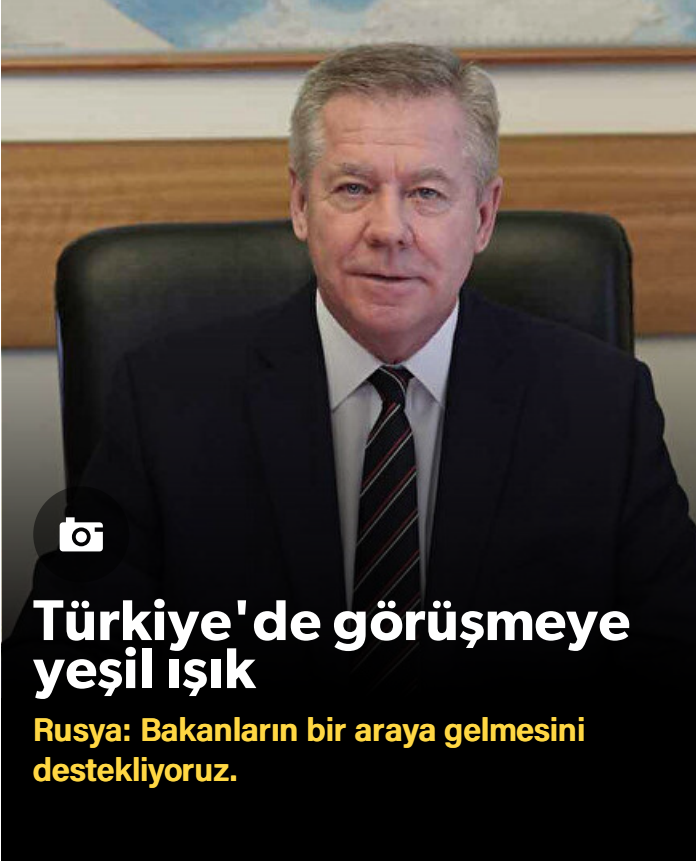 Türkiye'de görüşmeye
yeşil ışık
Rusya: Bakanların bir araya gelmesini
destekliyoruz.